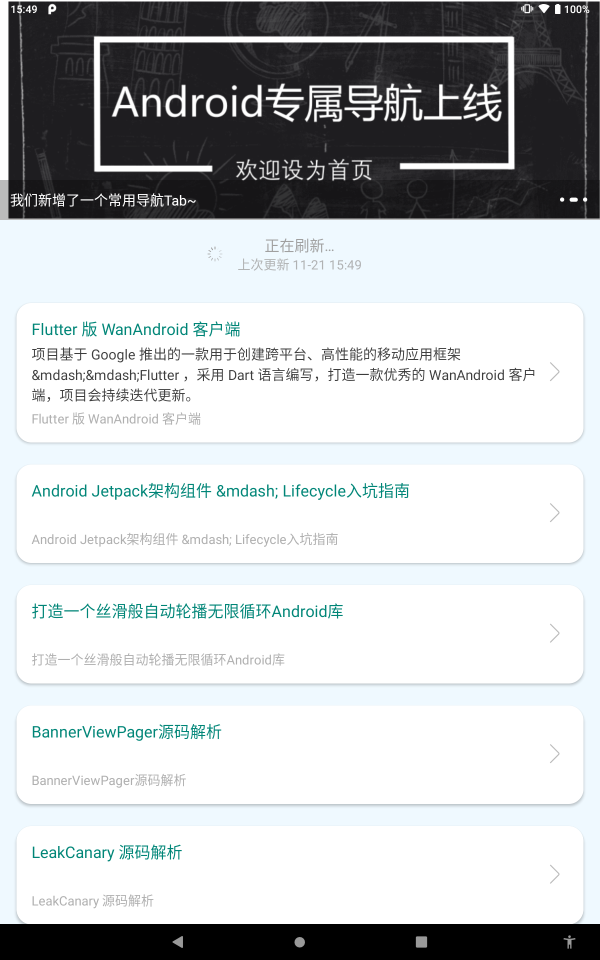 15:49
100%
Android专属导航上线
欢迎设为首页
我们新增了一个常用导航Tab~
正在刷新...
上次更新 11-21 15:49
Flutter 版 WanAndroid 客户端
项目基于 Google 推出的一款用于创建跨平台、高性能的移动应用框架
&mdash;&mdash;Flutter ，采用 Dart 语言编写，打造一款优秀的 WanAndroid 客户
端，项目会持续迭代更新。
Flutter 版 WanAndroid 客户端
Android Jetpack架构组件 &mdash; Lifecycle入坑指南
Android Jetpack架构组件 &mdash; Lifecycle入坑指南
打造一个丝滑般自动轮播无限循环Android库
打造一个丝滑般自动轮播无限循环Android库
BannerViewPager源码解析
BannerViewPager源码解析
LeakCanary 源码解析
LeakCanary 源码解析